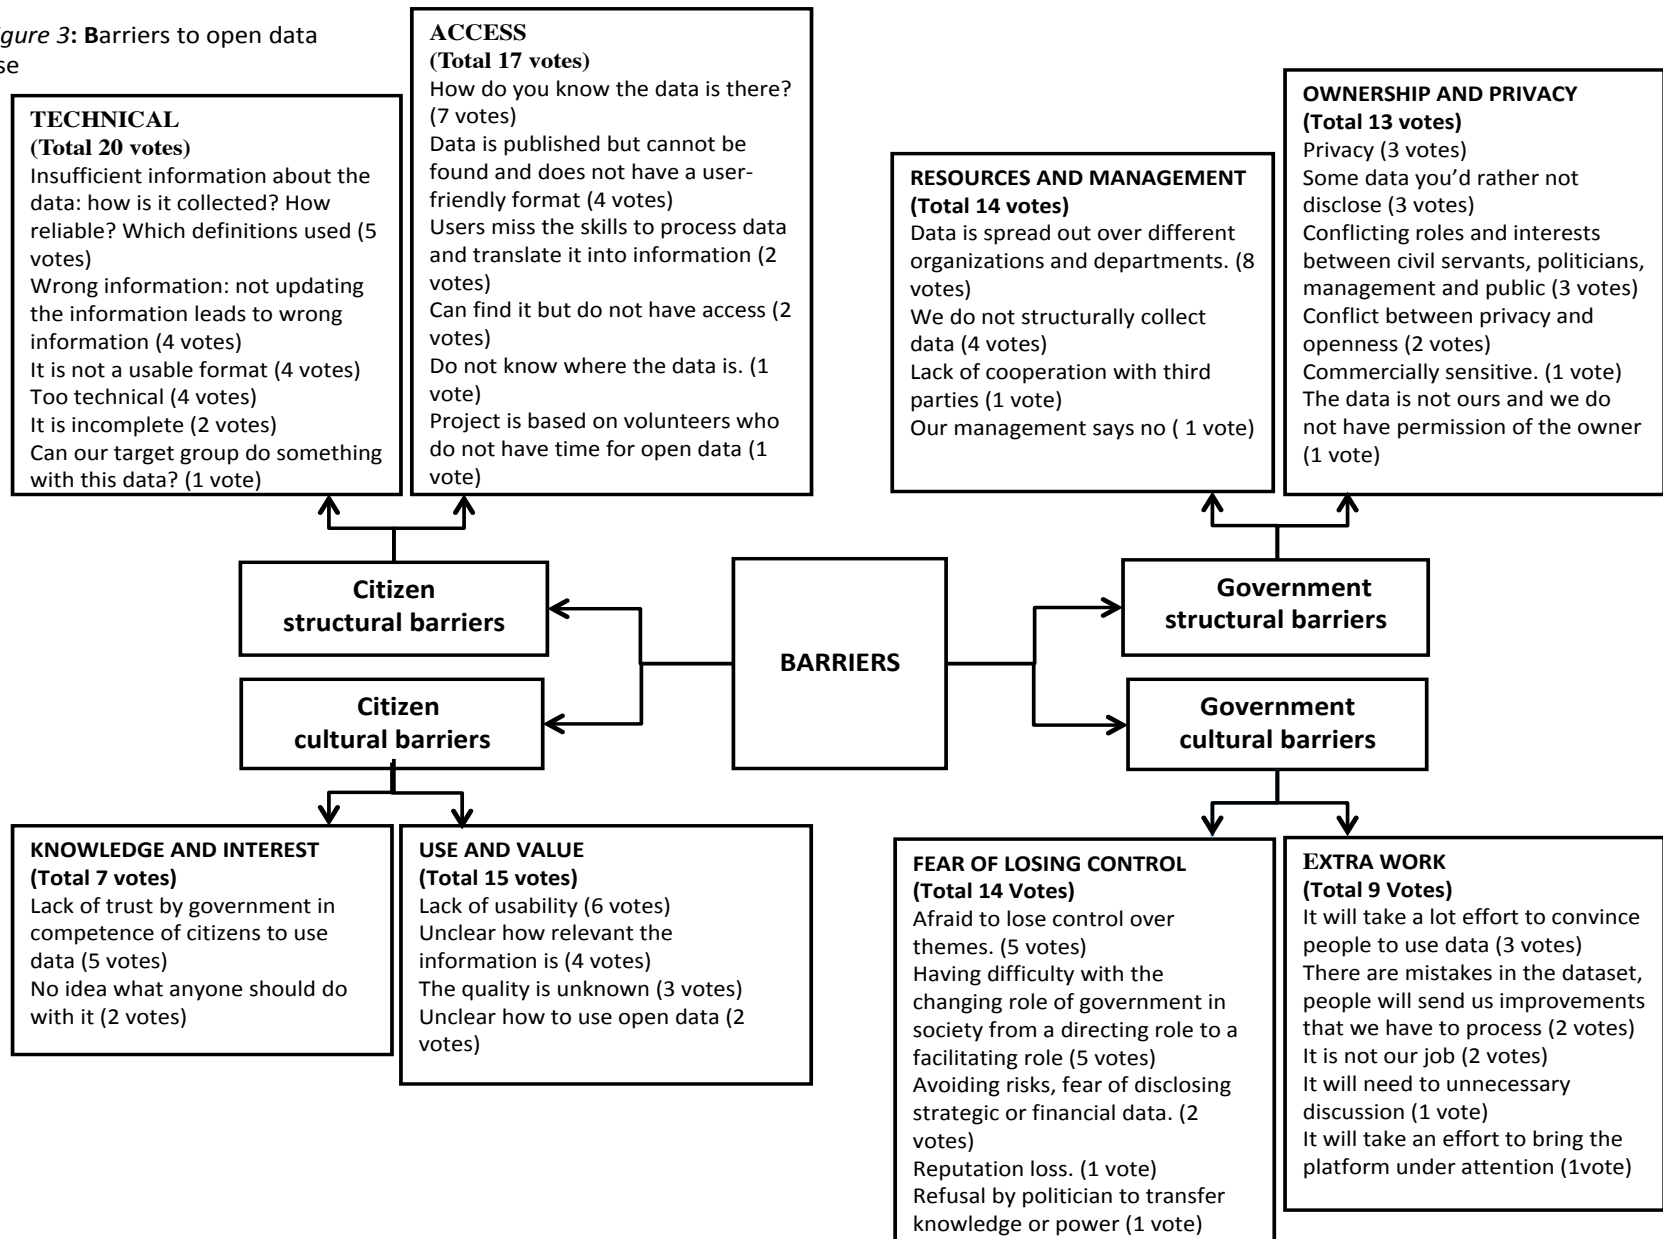 gure 3: Barriers to open data
se
TECHNICAL
(Total 20 votes)
Insufficient information about the
data: how is it collected? How
reliable? Which definitions used (5
votes)
Wrong information: not updating
the information leads to wrong
information (4 votes)
It is not a usable format (4 votes)
Too technical (4 votes)
It is incomplete (2 votes)
Can our target group do something
with this data? (1 vote)
ACCESS
(Total 17 votes)
How do you know the data is there?
(7 votes)
Data is published but cannot be
found and does not have a user-
friendly format (4 votes)
Users miss the skills to process data
and translate it into information (2
votes)
Can find it but do not have access (2
votes)
Do not know where the data is. (1
vote)
Project is based on volunteers who
do not have time for open data (1
vote)
RESOURCES AND MANAGEMENT
(Total 14 votes)
Data is spread out over different
organizations and departments. (8
votes)
We do not structurally collect
data (4 votes)
Lack of cooperation with third
parties (1 vote)
Our management says no ( 1 vote)
OWNERSHIP AND PRIVACY
(Total 13 votes)
Privacy (3 votes)
Some data you’d rather not
disclose (3 votes)
Conflicting roles and interests
between civil servants, politicians,
management and public (3 votes)
Conflict between privacy and
openness (2 votes)
Commercially sensitive. (1 vote)
The data is not ours and we do
not have permission of the owner
(1 vote)
Citizen
structural barriers
Citizen
cultural barriers
BARRIERS
Government
structural barriers
Government
cultural barriers
KNOWLEDGE AND INTEREST
(Total 7 votes)
Lack of trust by government in
competence of citizens to use
data (5 votes)
No idea what anyone should do
with it (2 votes)
USE AND VALUE
(Total 15 votes)
Lack of usability (6 votes)
Unclear how relevant the
information is (4 votes)
The quality is unknown (3 votes)
Unclear how to use open data (2
votes)
FEAR OF LOSING CONTROL
(Total 14 Votes)
Afraid to lose control over
themes. (5 votes)
Having difficulty with the
changing role of government in
society from a directing role to a
facilitating role (5 votes)
Avoiding risks, fear of disclosing
strategic or financial data. (2
votes)
Reputation loss. (1 vote)
Refusal by politician to transfer
knowledge or power (1 vote)
EXTRA WORK
(Total 9 Votes)
It will take a lot effort to convince
people to use data (3 votes)
There are mistakes in the dataset,
people will send us improvements
that we have to process (2 votes)
It is not our job (2 votes)
It will need to unnecessary
discussion (1 vote)
It will take an effort to bring the
platform under attention (1vote)